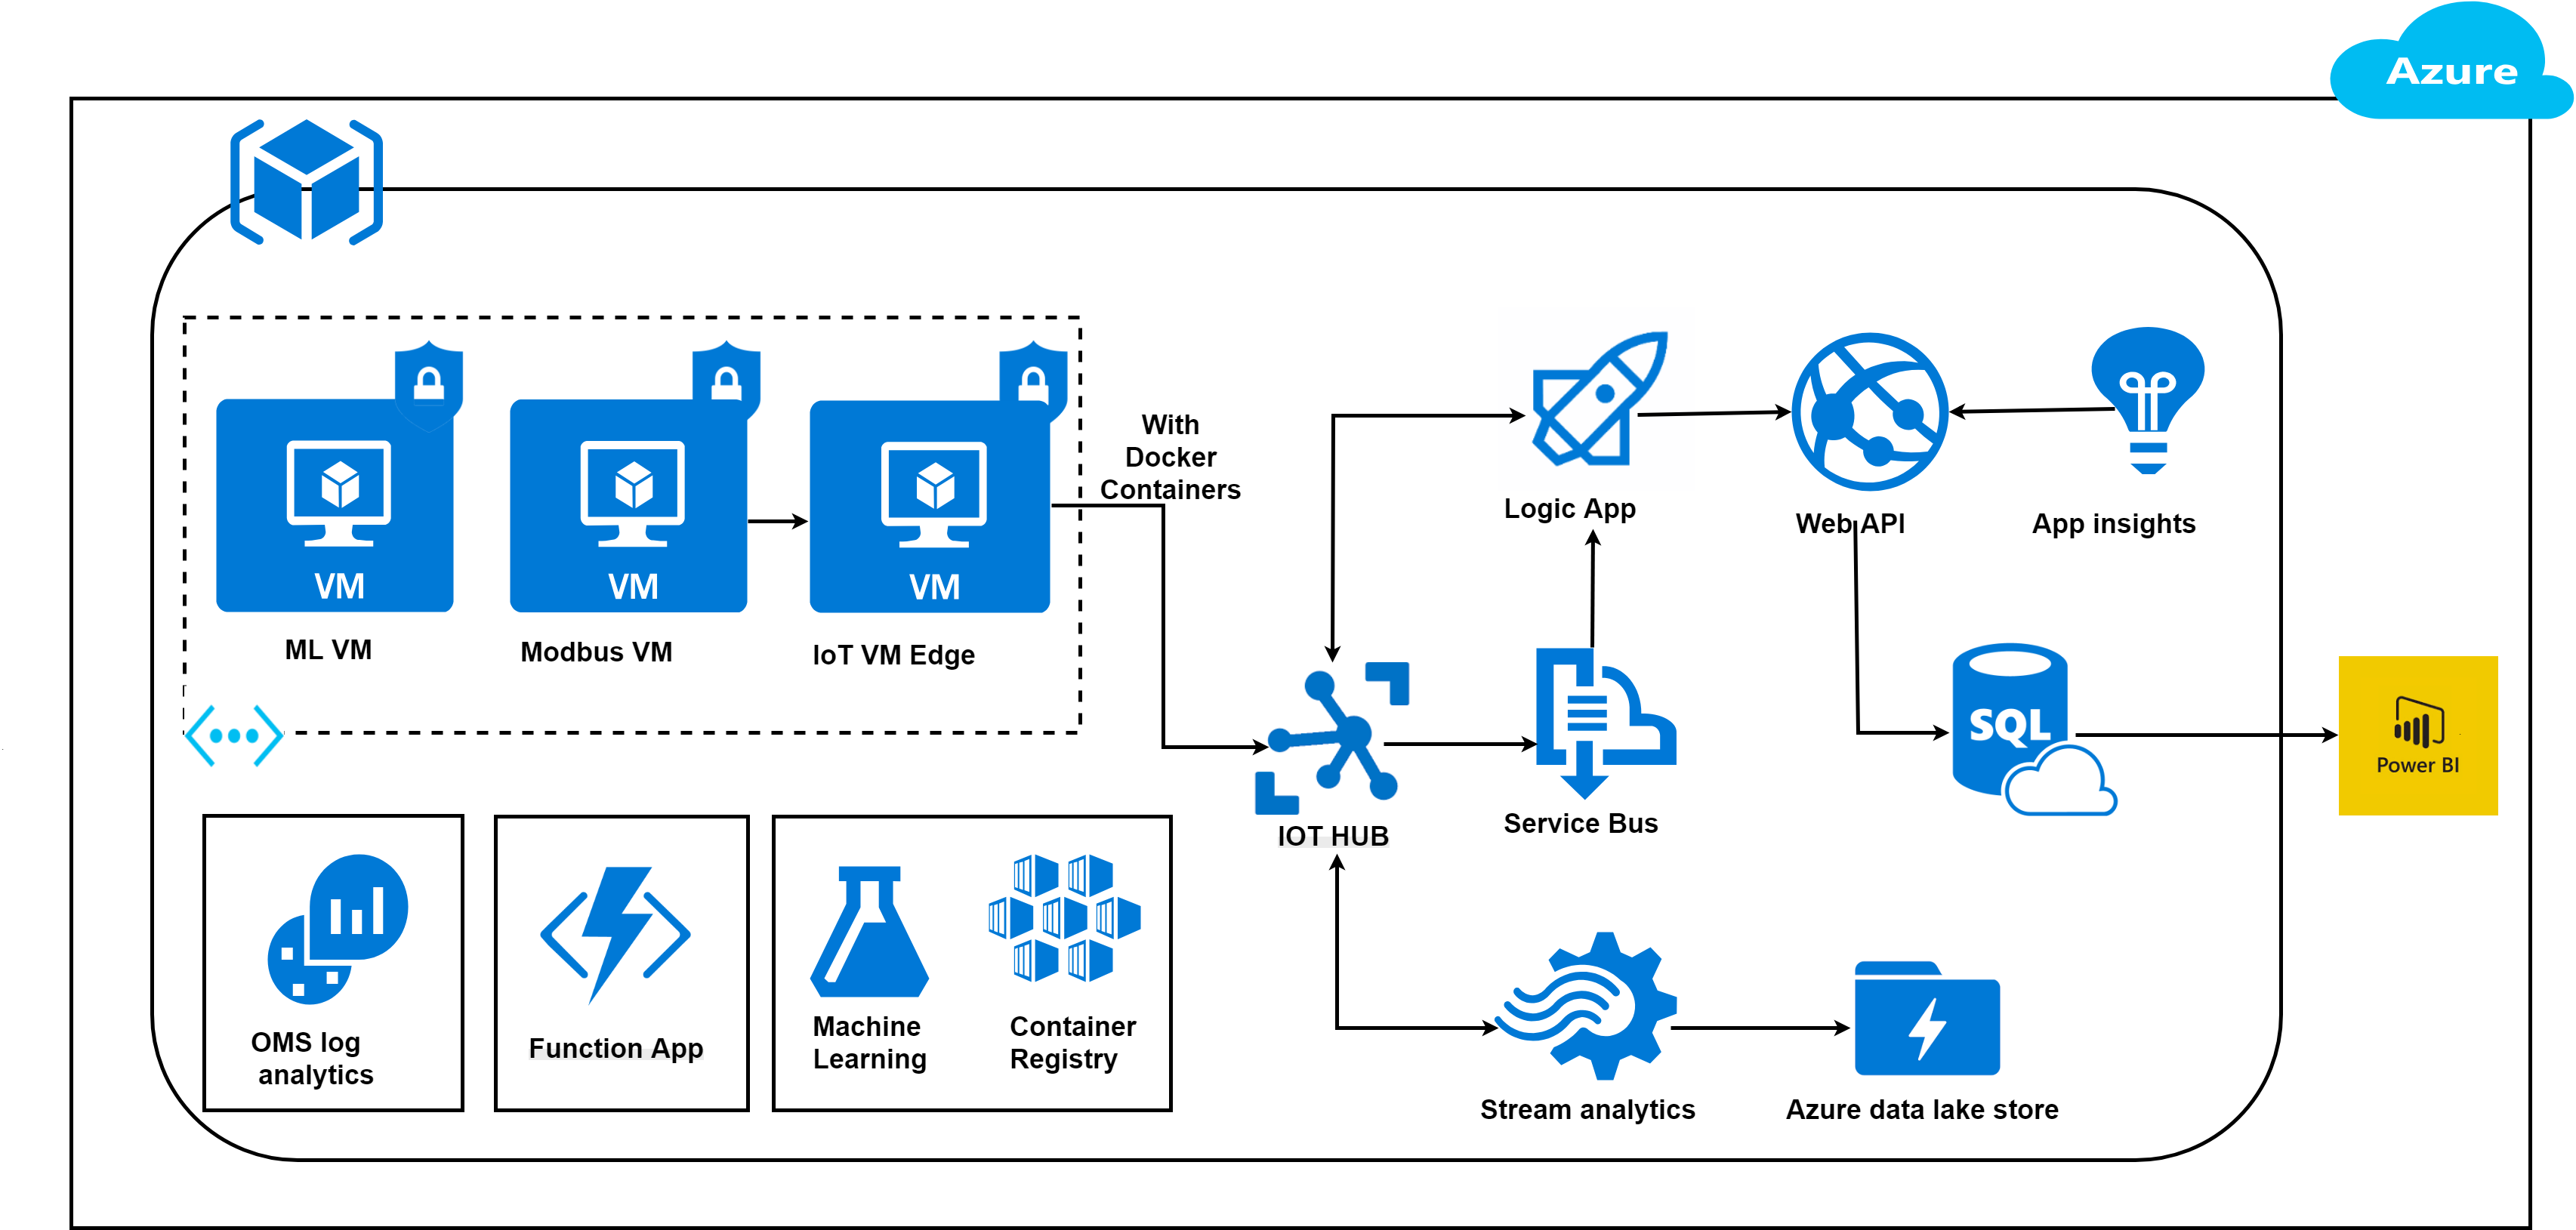 Azure
With
Docker
Containers
VM
VM
VM
ML VM
Modbus VM
IoT VM Edge
Logic App
Web API
App insights
SQL
Power BI
IOT HUB
Service Bus
OMS log
analytics
Function App
Machine
Learning
Container
Registry
Stream analytics
Azure data lake store